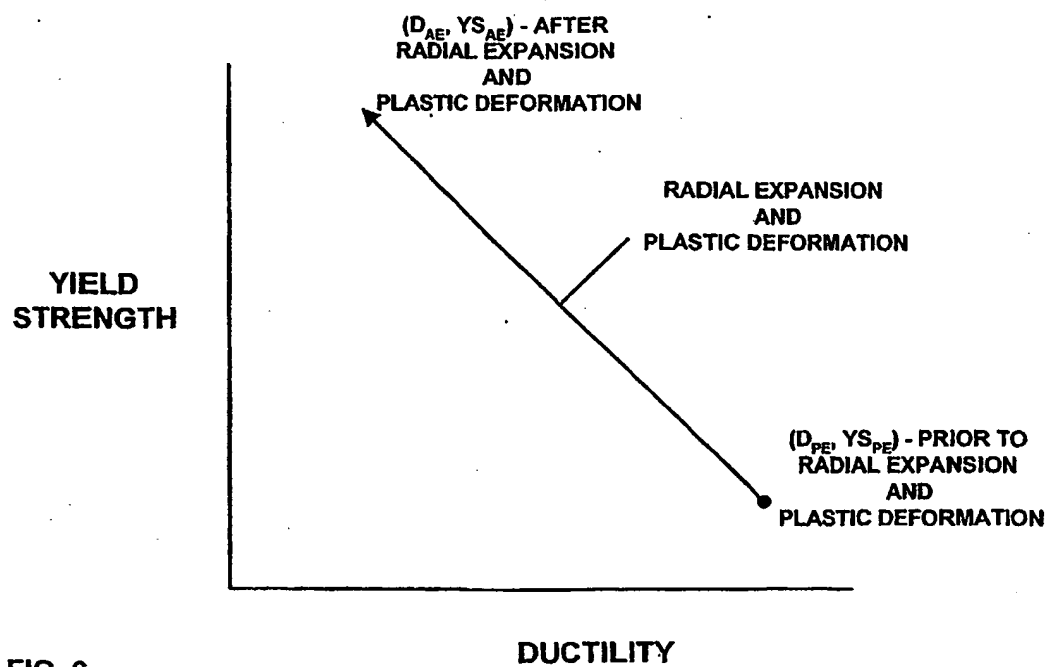 (D_AE, YS_AE) - AFTER
RADIAL EXPANSION
AND
PLASTIC DEFORMATION
RADIAL EXPANSION
AND
PLASTIC DEFORMATION
YIELD
STRENGTH
(D_PE, YS_PE) - PRIOR TO
RADIAL EXPANSION
AND
PLASTIC DEFORMATION
DUCTILITY
FIG.